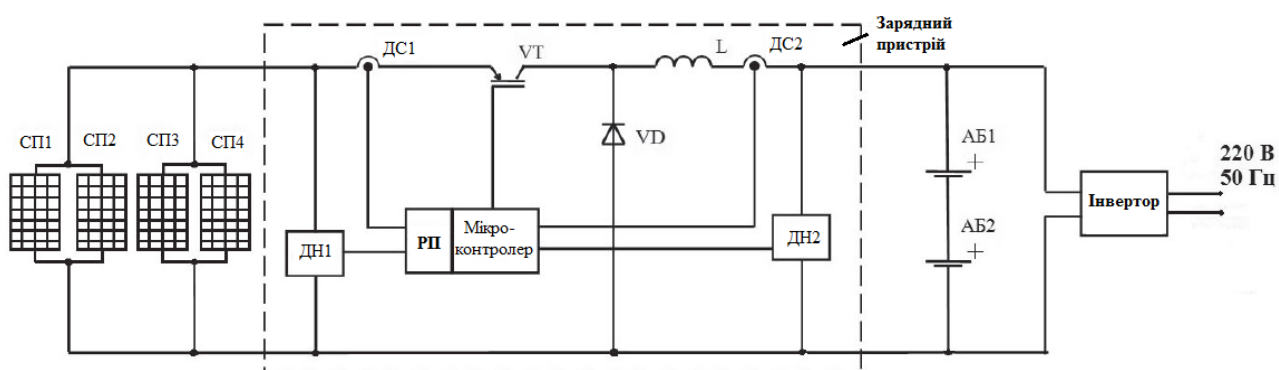 Зарядний
пристрій
ДС1
VT
L
ДС2
СП1
СП2
СП3
СП4
VD
АБ1
+
220 В
50 Гц
РП
Мікро-
контролер
ДН1
ДН2
АБ2
+
Інвертор